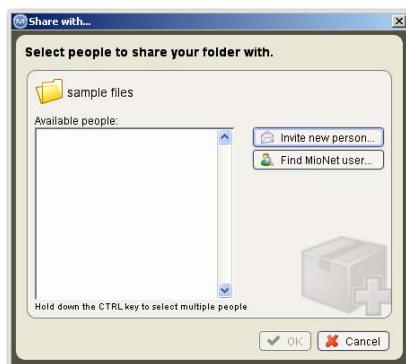 Share with...
Select people to share your folder with.
sample files
Available people:
Invite new person...
Find MioNet user...
Hold down the CTRL key to select multiple people
OK
Cancel